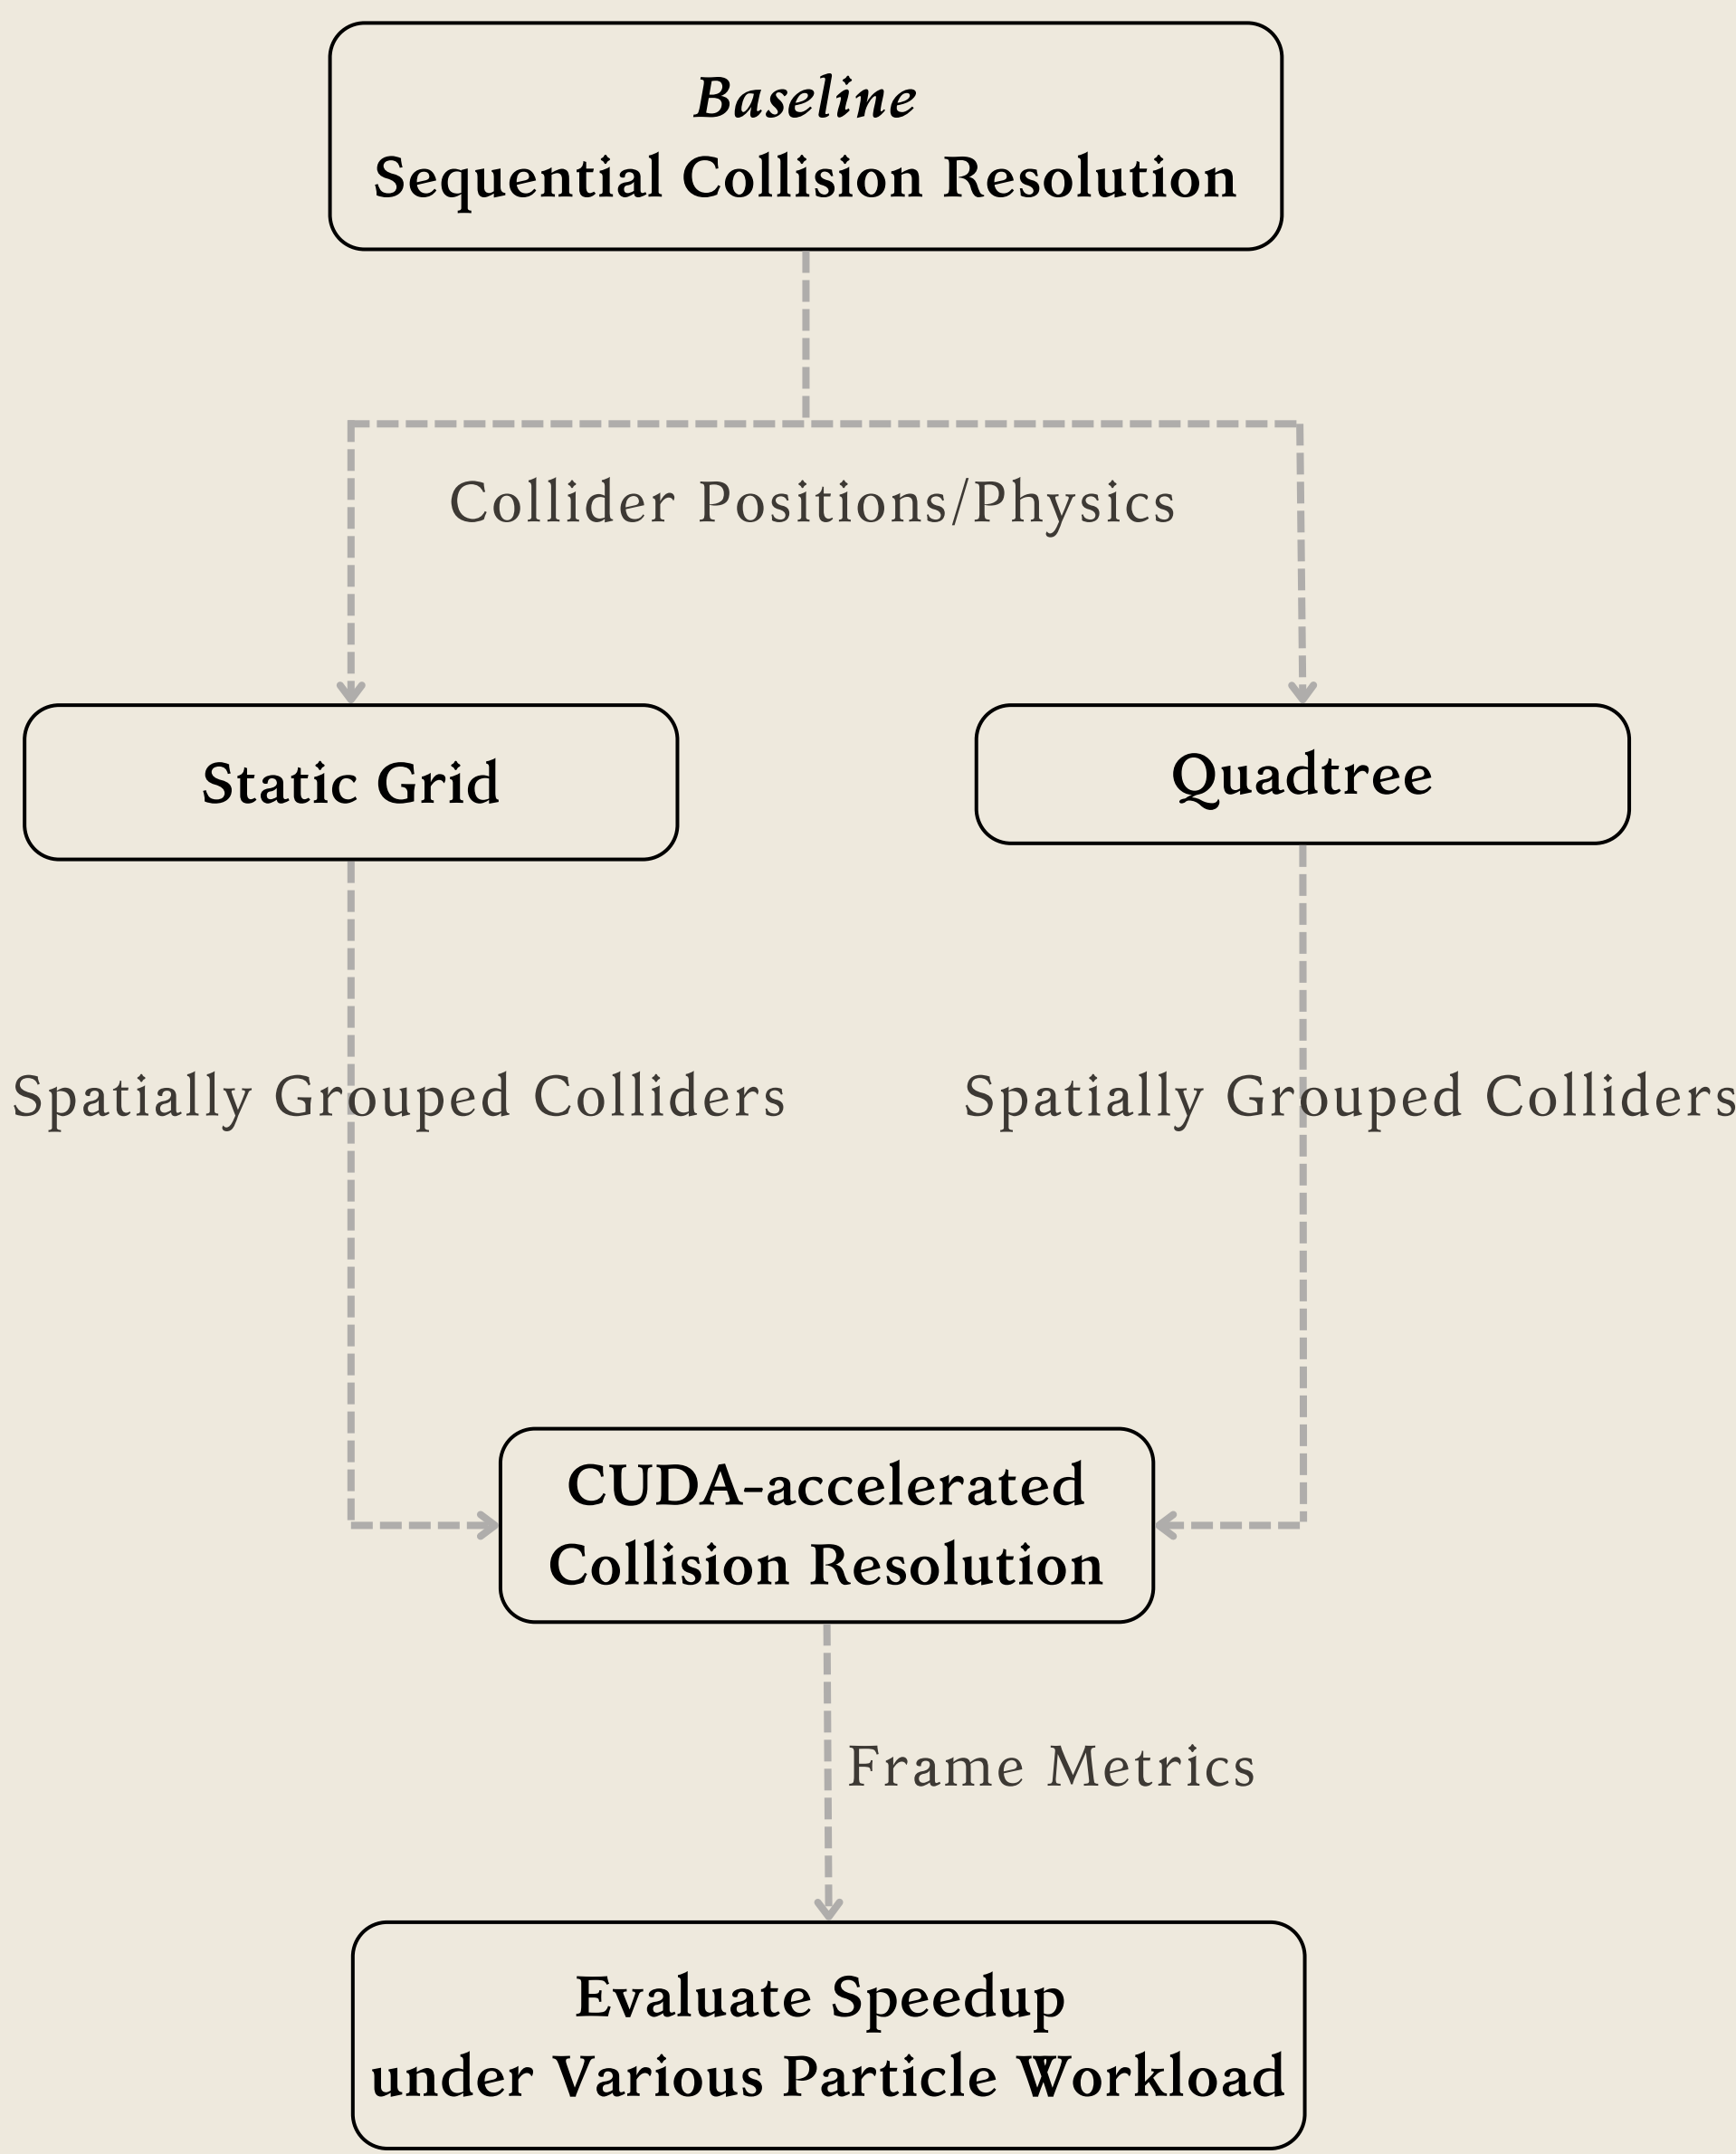 Baseline
Sequential Collision Resolution
Collider Positions/Physics
Static Grid
Quadtree
Spatially Grouped Colliders
Spatially Grouped Colliders
CUDA-accelerated
Collision Resolution
Frame Metrics
Evaluate Speedup
under Various Particle Workload